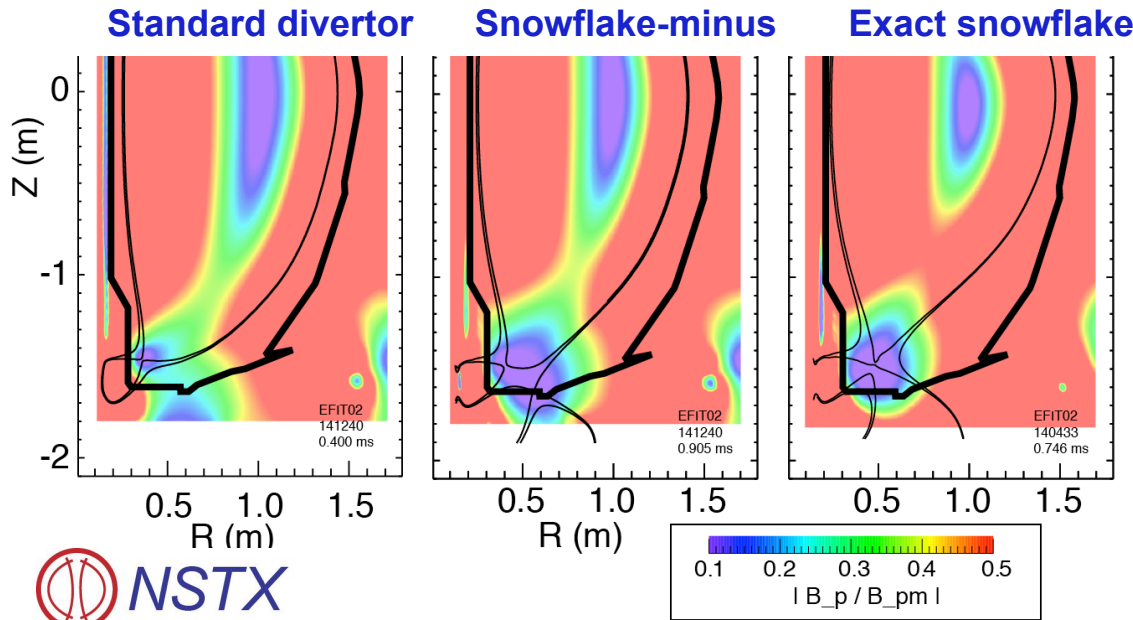 Standard divertor
Snowflake-minus
Exact snowflake
Z (m)
0
-1
-2
EFIT02
141240
0.400 ms
EFIT02
141240
0.905 ms
EFIT02
140433
0.746 ms
0.5 1.0 1.5
0.5 1.0 1.5
0.5 1.0 1.5
R (m)
R (m)
NSTX
0.1 0.2 0.3 0.4 0.5
| B_p / B_pm |